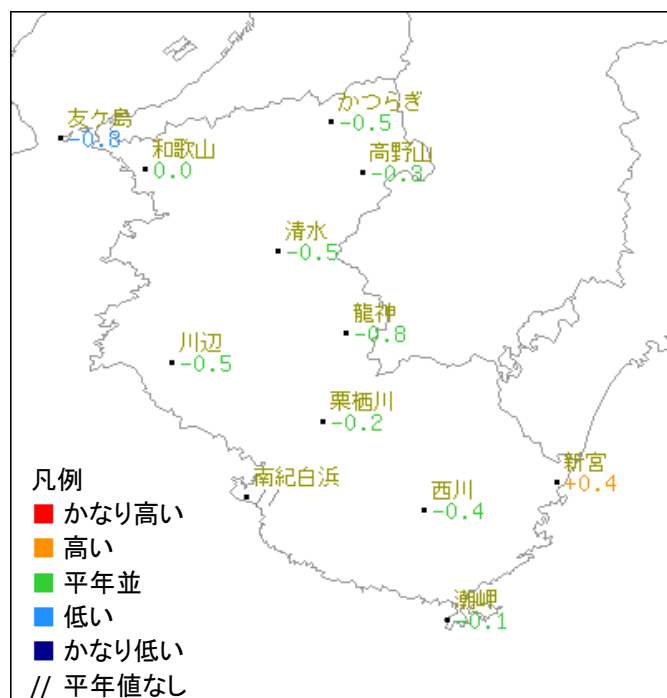 かつらぎ
-0.5
友ケ島
-0.8
和歌山
0.0
高野山
-0.3
清水
-0.5
龍神
-0.8
川辺
-0.5
栗栖川
-0.2
南紀白浜
//
西川
-0.4
新宮
+0.4
潮岬
-0.1
凡例
かなり高い
高い
平年並
低い
かなり低い
// 平年値なし